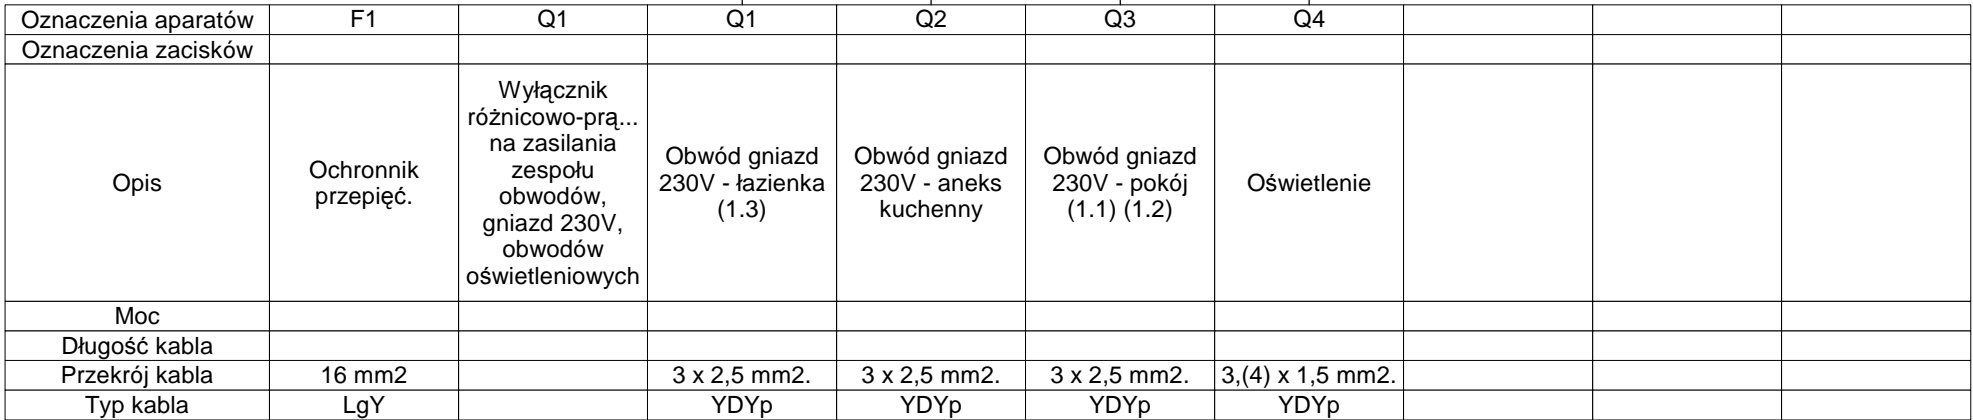 Oznaczenia aparatów F1 Q1 Q1 Q2 Q3 Q4
Oznaczenia zacisków
Opis
Ochronnik
przepięć.
Wyłącznik
różnicowo-prą...
na zasilania
zespołu
obwodów,
gniazd 230V,
obwodów
oświetleniowych
Obwód gniazd
230V - łazienka
(1.3)
Obwód gniazd
230V - aneks
kuchenny
Obwód gniazd
230V - pokój
(1.1) (1.2)
Oświetlenie
Moc
Długość kabla
Przekrój kabla 16 mm2 3 x 2,5 mm2. 3 x 2,5 mm2. 3 x 2,5 mm2. 3,(4) x 1,5 mm2.
Typ kabla LgY YDYp YDYp YDYp YDYp